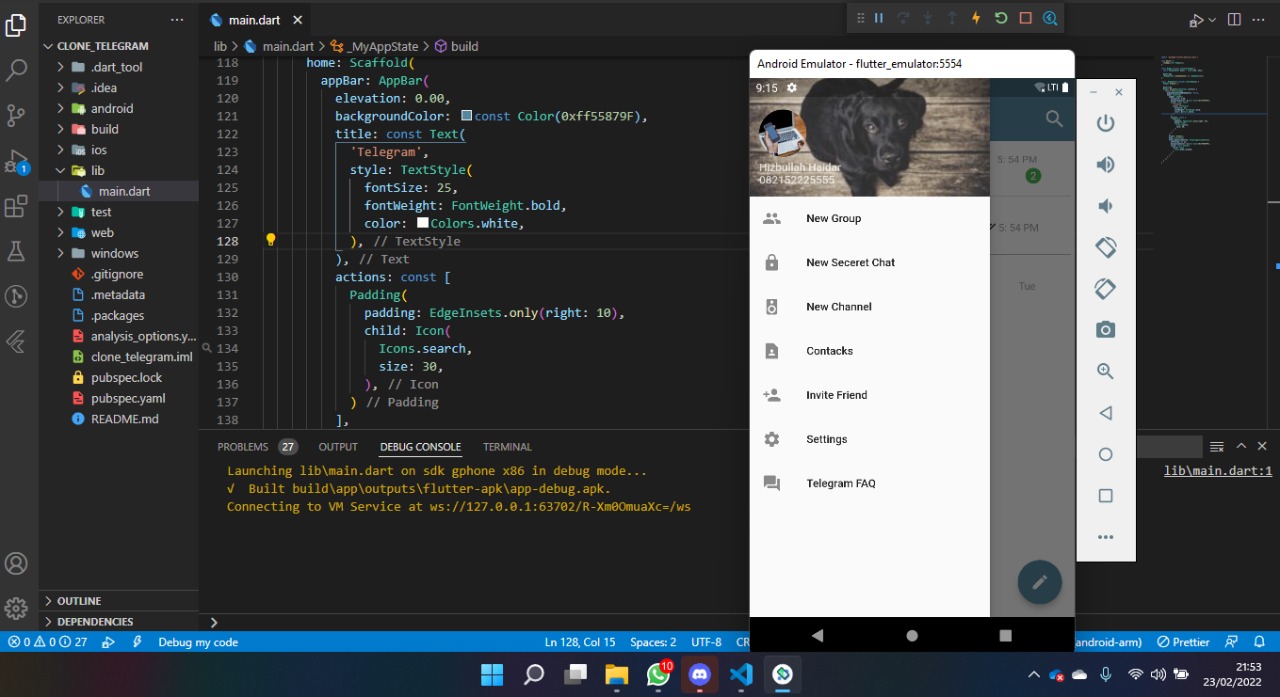 EXPLORER
CLONE_TELEGRAM
.dart_tool
.idea
android
build
ios
lib
main.dart
test
web
windows
.gitignore
.metadata
.packages
analysis_options.y...
clone_telegram.iml
pubspec.lock
pubspec.yaml
README.md
OUTLINE
DEPENDENCIES
1
main.dart
lib > main.dart > _MyAppState > build
118 home: Scaffold(
119 appBar: AppBar(
120 elevation: 0.00,
121 backgroundColor: const Color(0xff55879F),
122 title: const Text(
123 'Telegram',
124 style: TextStyle(
125 fontSize: 25,
126 fontWeight: FontWeight.bold,
127 color: Colors.white,
128 ), // TextStyle
129 ), // Text
130 actions: const [
131 Padding(
132 padding: EdgeInsets.only(right: 10),
133 child: Icon(
134 Icons.search,
135 size: 30,
136 ), // Icon
137 ) // Padding
138 ],
PROBLEMS 27 OUTPUT DEBUG CONSOLE TERMINAL
Launching lib\main.dart on sdk gphone x86 in debug mode...
√ Built build\app\outputs\flutter-apk\app-debug.apk.
Connecting to VM Service at ws://127.0.0.1:63702/R-Xm0OmuaXc=/ws
lib\main.dart:1
Android Emulator - flutter_emulator:5554
9:15
LTE
Mizbullah Haidar
082152225555
New Group
New Seceret Chat
New Channel
Contacks
Invite Friend
Settings
Telegram FAQ
5: 54 PM
2
5: 54 PM
Tue
0 0 27 Debug my code
Ln 128, Col 15 Spaces: 2 UTF-8 CR
android-arm) Prettier
10
21:53
23/02/2022